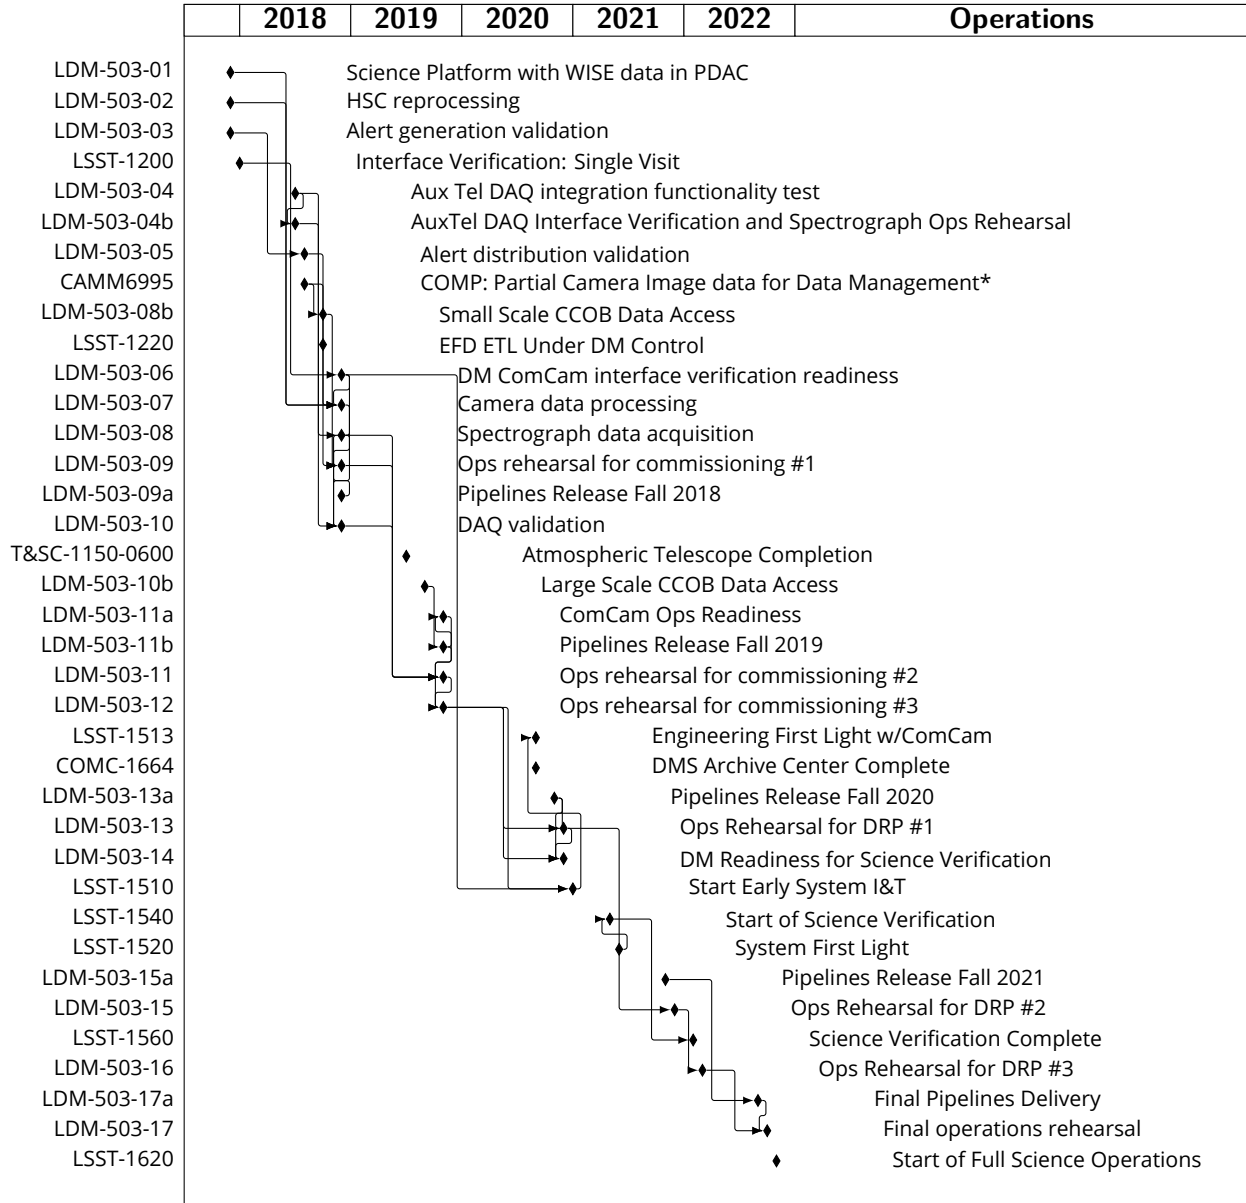 2018 2019 2020 2021 2022 Operations
LDM-503-01 Science Platform with WISE data in PDAC
LDM-503-02 HSC reprocessing
LDM-503-03 Alert generation validation
LSST-1200 Interface Verification: Single Visit
LDM-503-04 Aux Tel DAQ integration functionality test
LDM-503-04b AuxTel DAQ Interface Verification and Spectrograph Ops Rehearsal
LDM-503-05 Alert distribution validation
CAMM6995 COMP: Partial Camera Image data for Data Management*
LDM-503-08b Small Scale CCOB Data Access
LSST-1220 EFD ETL Under DM Control
LDM-503-06 DM ComCam interface verification readiness
LDM-503-07 Camera data processing
LDM-503-08 Spectrograph data acquisition
LDM-503-09 Ops rehearsal for commissioning #1
LDM-503-09a Pipelines Release Fall 2018
LDM-503-10 DAQ validation
T&SC-1150-0600 Atmospheric Telescope Completion
LDM-503-10b Large Scale CCOB Data Access
LDM-503-11a ComCam Ops Readiness
LDM-503-11b Pipelines Release Fall 2019
LDM-503-11 Ops rehearsal for commissioning #2
LDM-503-12 Ops rehearsal for commissioning #3
LSST-1513 Engineering First Light w/ComCam
COMC-1664 DMS Archive Center Complete
LDM-503-13a Pipelines Release Fall 2020
LDM-503-13 Ops Rehearsal for DRP #1
LDM-503-14 DM Readiness for Science Verification
LSST-1510 Start Early System I&T
LSST-1540 Start of Science Verification
LSST-1520 System First Light
LDM-503-15a Pipelines Release Fall 2021
LDM-503-15 Ops Rehearsal for DRP #2
LSST-1560 Science Verification Complete
LDM-503-16 Ops Rehearsal for DRP #3
LDM-503-17a Final Pipelines Delivery
LDM-503-17 Final operations rehearsal
LSST-1620 Start of Full Science Operations